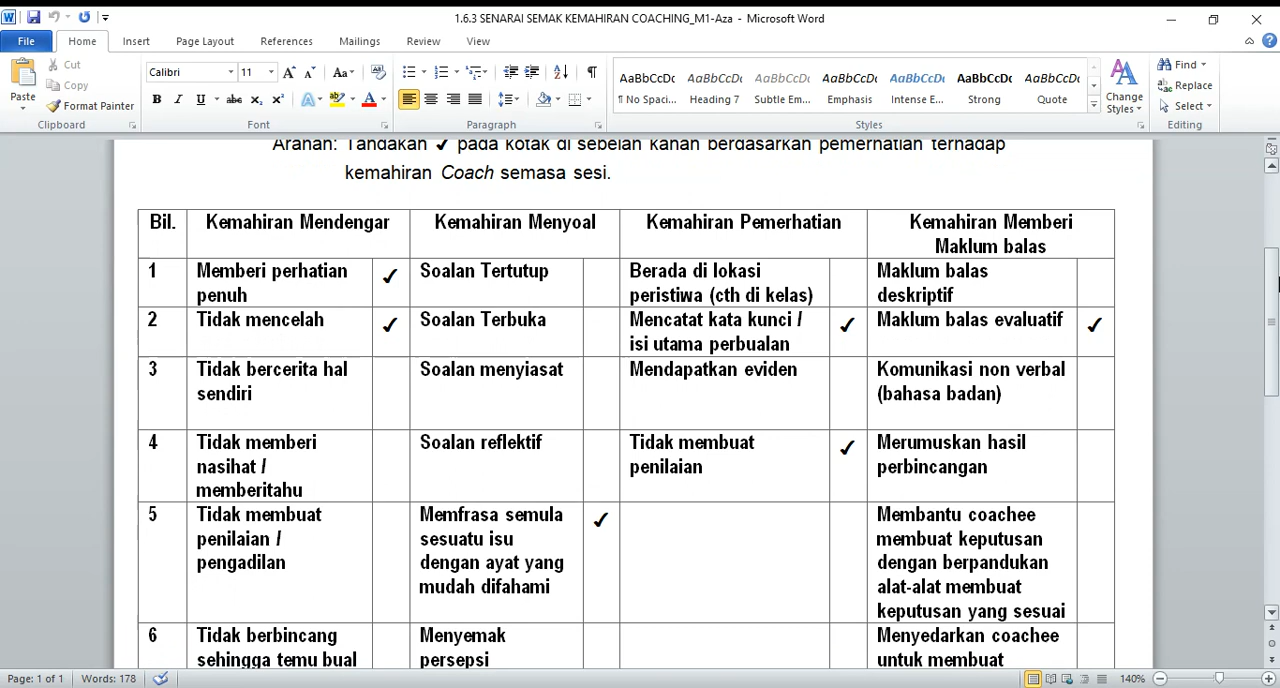 1.6.3 SENARAI SEMAK KEMAHIRAN COACHING_M1-Aza - Microsoft Word
File Home Insert Page Layout References Mailings Review View
Paste
Cut
Copy
Format Painter
Clipboard
Calibri 11
Font
Paragraph
AaBbCcDc AaBbCcDc AaBbCcDc AaBbCcDc AaBbCcDc AaBbCcDc AaBbCcDc
¶ No Spaci... Heading 7 Subtle Em... Emphasis Intense E... Strong Quote
Change
Styles
Styles
Find
Replace
Select
Editing
Arahan: Tandakan ✔ pada kotak di sebelah kanan berdasarkan pemerhatian terhadap
kemahiran Coach semasa sesi.
Bil. Kemahiran Mendengar Kemahiran Menyoal Kemahiran Pemerhatian Kemahiran Memberi
Maklum balas
1 Memberi perhatian ✔ Soalan Tertutup Berada di lokasi Maklum balas
penuh peristiwa (cth di kelas) deskriptif
2 Tidak mencelah ✔ Soalan Terbuka Mencatat kata kunci / ✔ Maklum balas evaluatif ✔
isi utama perbualan
3 Tidak bercerita hal Soalan menyiasat Mendapatkan eviden Komunikasi non verbal
sendiri (bahasa badan)
4 Tidak memberi Soalan reflektif Tidak membuat ✔ Merumuskan hasil
nasihat / penilaian perbincangan
memberitahu
5 Tidak membuat Memfrasa semula ✔ Membantu coachee
penilaian / sesuatu isu membuat keputusan
pengadilan dengan ayat yang dengan berpandukan
mudah difahami alat-alat membuat
keputusan yang sesuai
6 Tidak berbincang Menyemak Menyedarkan coachee
sehingga temu bual persepsi untuk membuat
Page: 1 of 1 Words: 178 140%